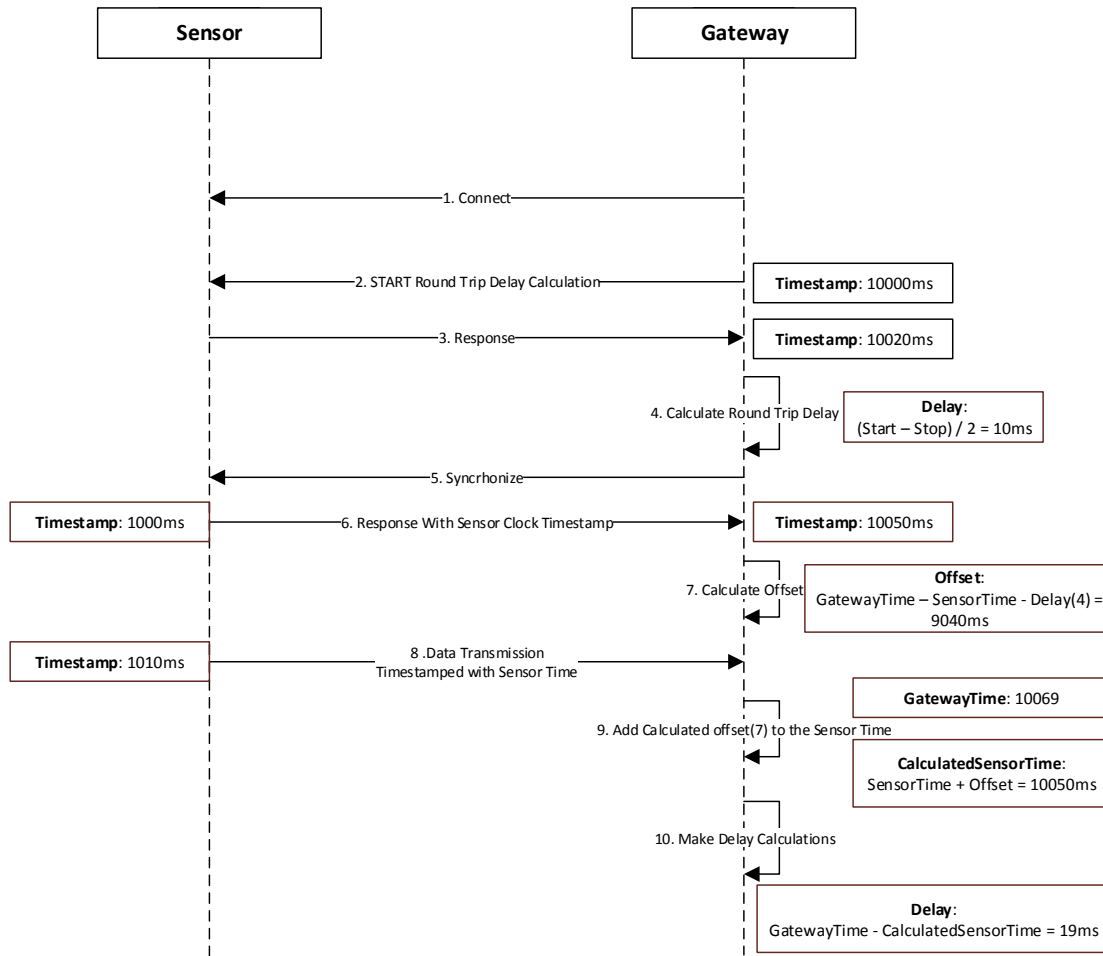 Sensor
Gateway
1. Connect
2. START Round Trip Delay Calculation
Timestamp: 10000ms
3. Response
Timestamp: 10020ms
4. Calculate Round Trip Delay
Delay:
(Start – Stop) / 2 = 10ms
5. Syncrhonize
Timestamp: 1000ms
6. Response With Sensor Clock Timestamp
Timestamp: 10050ms
7. Calculate Offset
Offset:
GatewayTime – SensorTime - Delay(4) =
9040ms
Timestamp: 1010ms
8 .Data Transmission
Timestamped with Sensor Time
GatewayTime: 10069
9. Add Calculated offset(7) to the Sensor Time
CalculatedSensorTime:
SensorTime + Offset = 10050ms
10. Make Delay Calculations
Delay:
GatewayTime - CalculatedSensorTime = 19ms